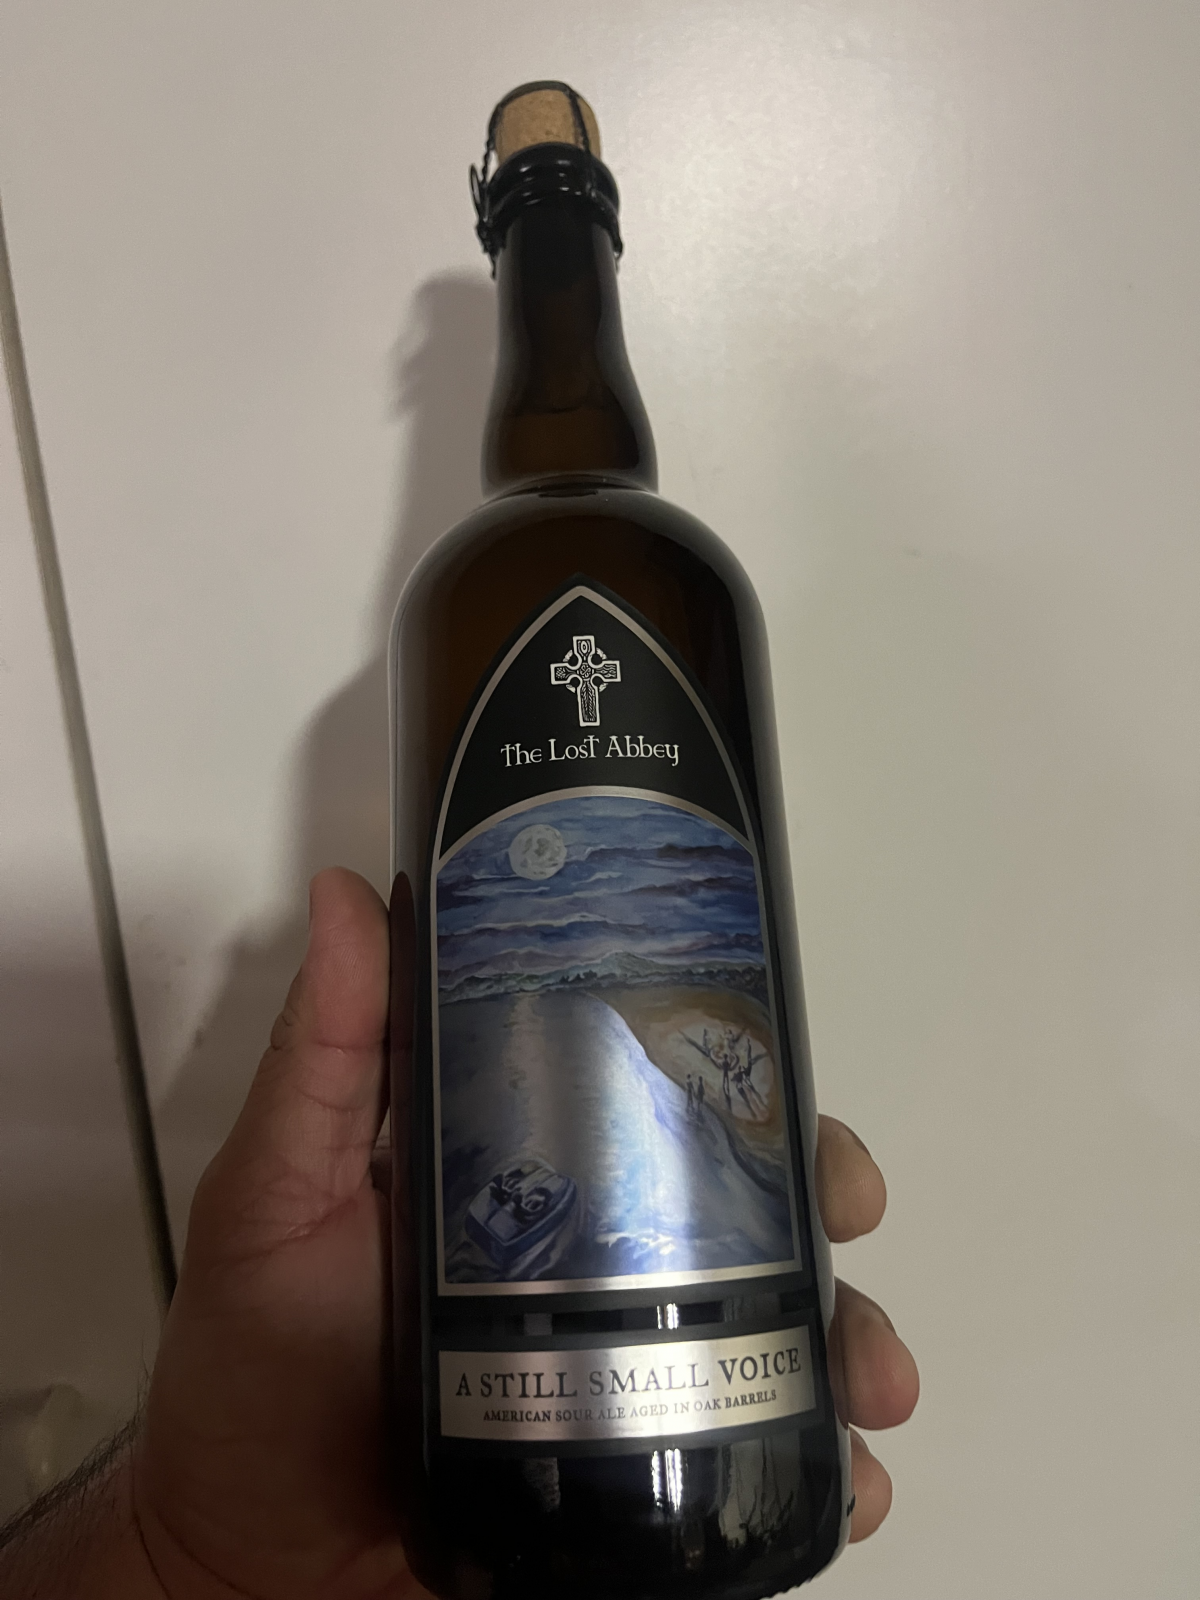 The Lost Abbey
A STILL SMALL VOICE
AMERICAN SOUR ALE AGED IN OAK BARRELS